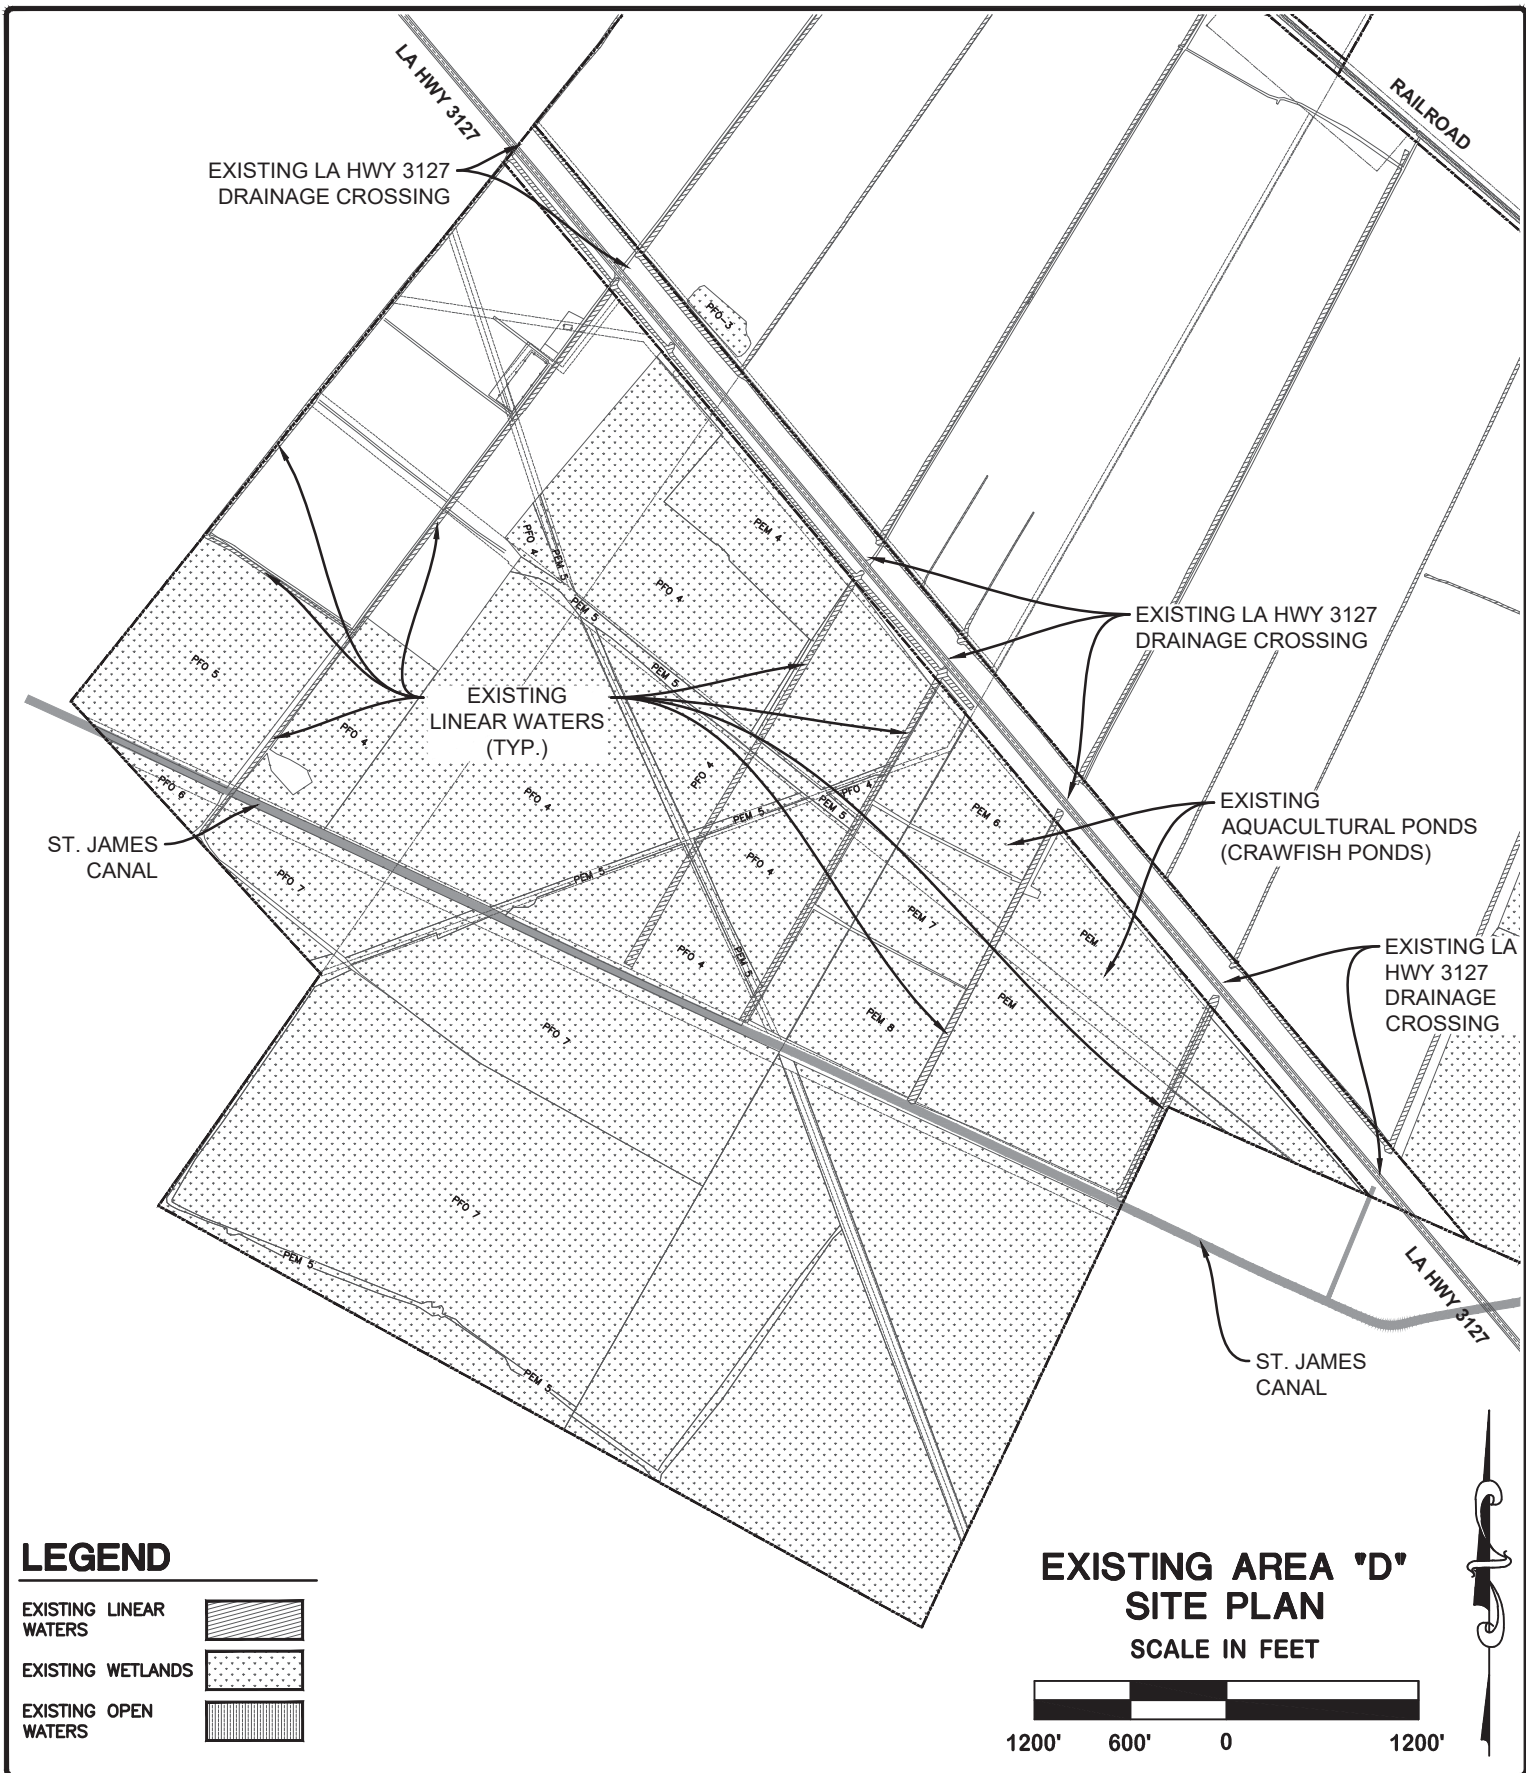 LA HWY 3127
RAILROAD
EXISTING LA HWY 3127
DRAINAGE CROSSING
PFO-3
PEM 4
PFO 4
PEM 5
PFO 4
PEM 5
EXISTING LA HWY 3127
DRAINAGE CROSSING
PFO 5
PEM 5
EXISTING
LINEAR WATERS
(TYP.)
PFO 4
PFO 4
PFO 6
PFO 4
PFO 4
PEM 5
PEM 5
PEM 6
EXISTING
AQUACULTURAL PONDS
(CRAWFISH PONDS)
ST. JAMES
CANAL
PFO 7
PEM 5
PFO 4
PEM 7
PEM
EXISTING LA
HWY 3127
DRAINAGE
CROSSING
PFO 4
PEM 5
PEM
PEM 8
PFO 7
PFO 7
PEM 5
PEM 5
LA HWY 3127
ST. JAMES
CANAL
LEGEND
EXISTING LINEAR
WATERS
EXISTING WETLANDS
EXISTING OPEN
WATERS
EXISTING AREA "D"
SITE PLAN
SCALE IN FEET
1200' 600' 0 1200'